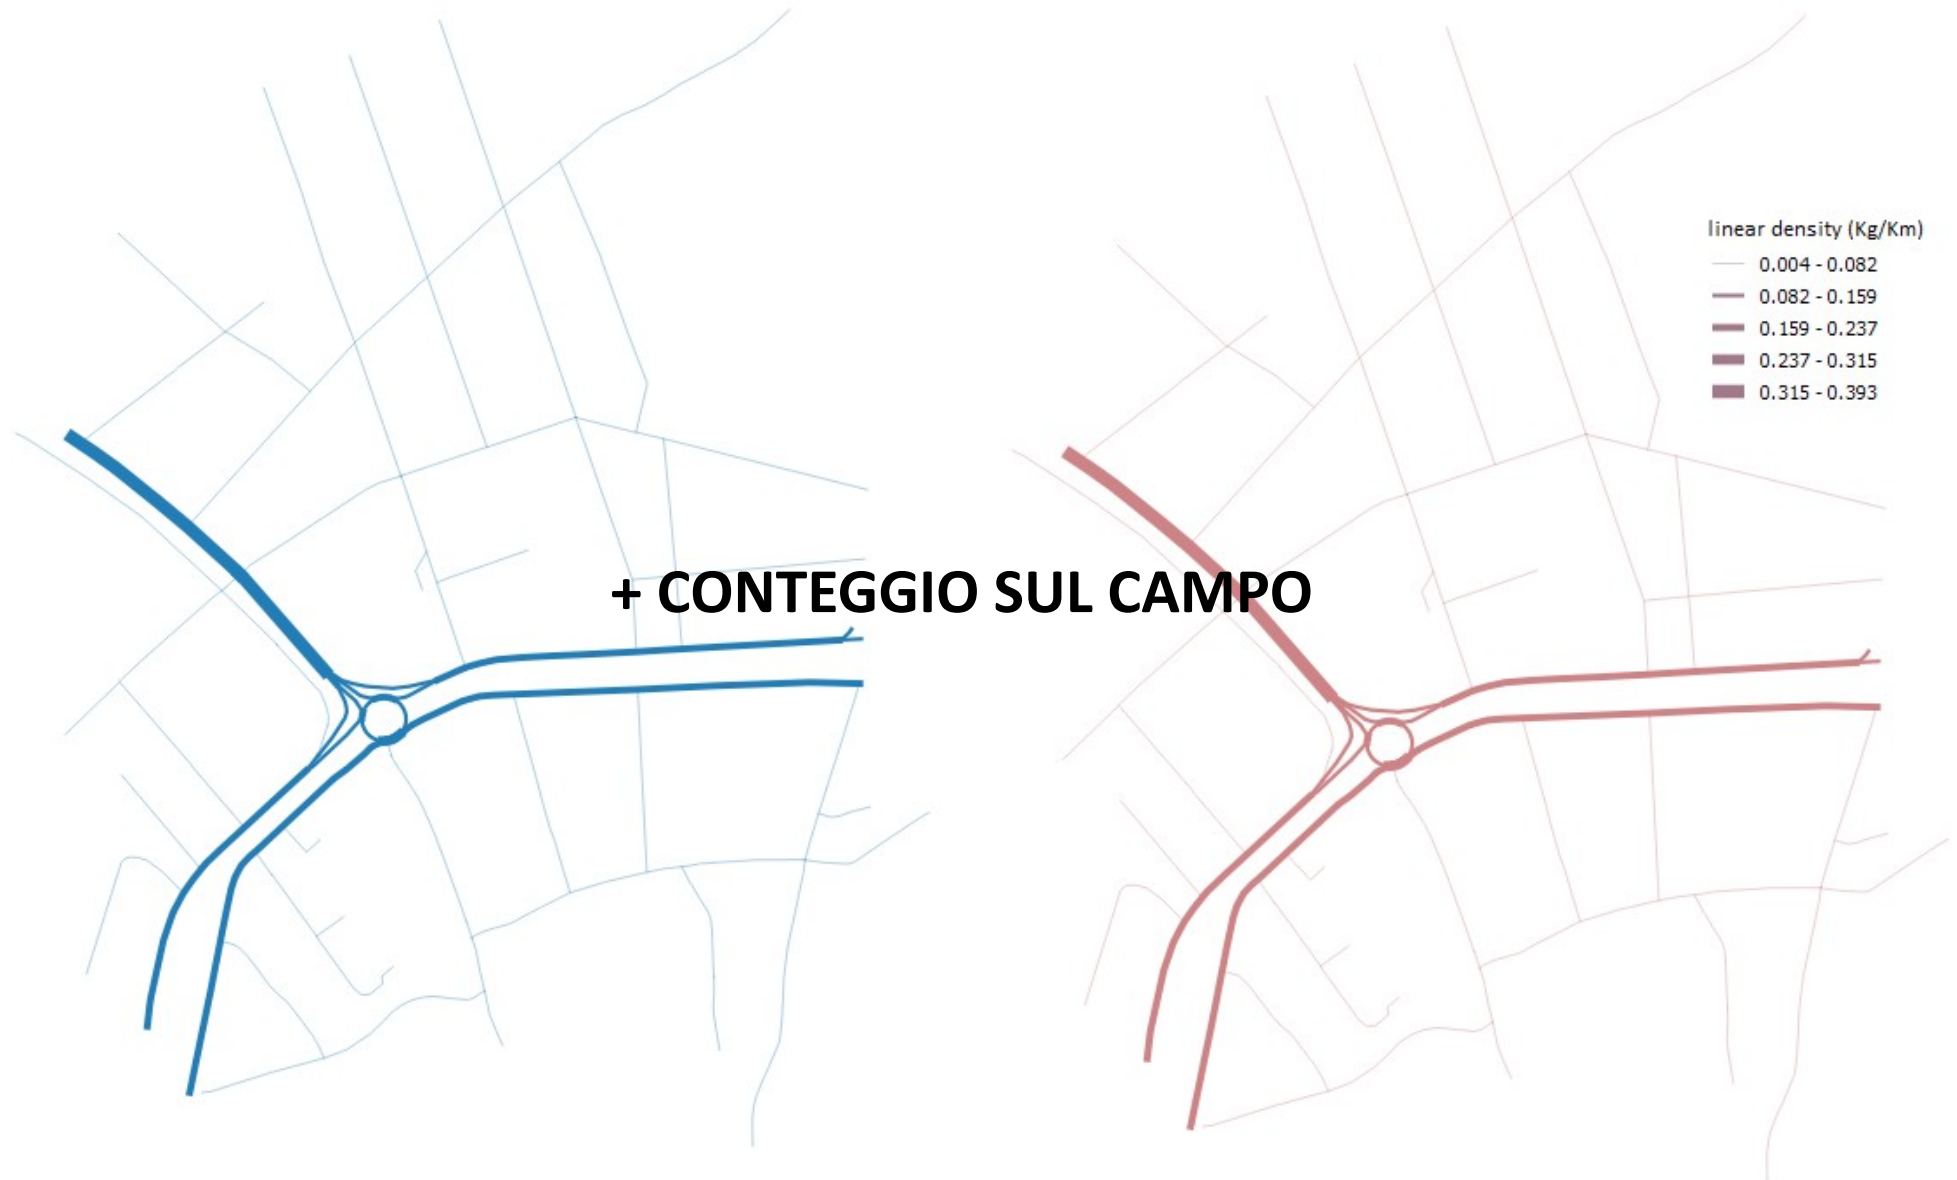 linear density (Kg/Km)
0.004 - 0.082
0.082 - 0.159
0.159 - 0.237
0.237 - 0.315
0.315 - 0.393
+ CONTEGGIO SUL CAMPO